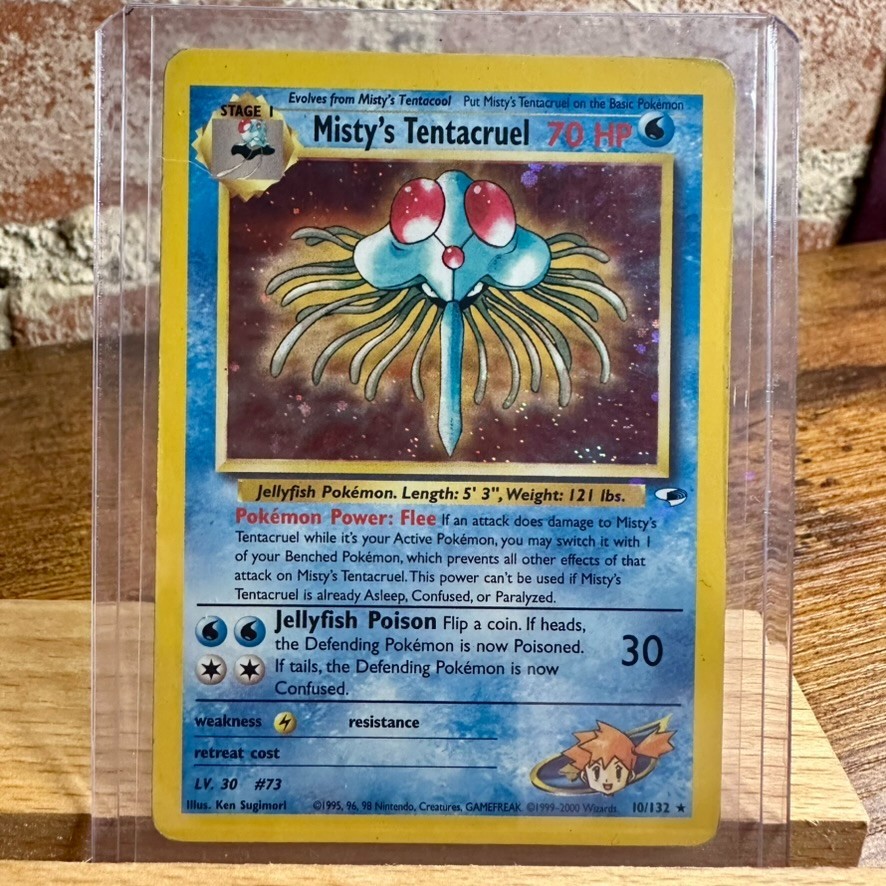 Evolves from Misty's Tentacool Put Misty's Tentacruel on the Basic Pokémon
STAGE 1
Misty's Tentacruel 70 HP
Jellyfish Pokémon. Length: 5' 3", Weight: 121 lbs.
Pokémon Power: Flee If an attack does damage to Misty's
Tentacruel while it's your Active Pokémon, you may switch it with 1
of your Benched Pokémon, which prevents all other effects of that
attack on Misty's Tentacruel. This power can't be used if Misty's
Tentacruel is already Asleep, Confused, or Paralyzed.
Jellyfish Poison Flip a coin. If heads,
the Defending Pokémon is now Poisoned.
If tails, the Defending Pokémon is now
Confused.
30
weakness resistance
retreat cost
LV. 30 #73
Illus. Ken Sugimori ©1995, 96, 98 Nintendo, Creatures, GAMEFREAK. ©1999-2000 Wizards. 10/132 ★